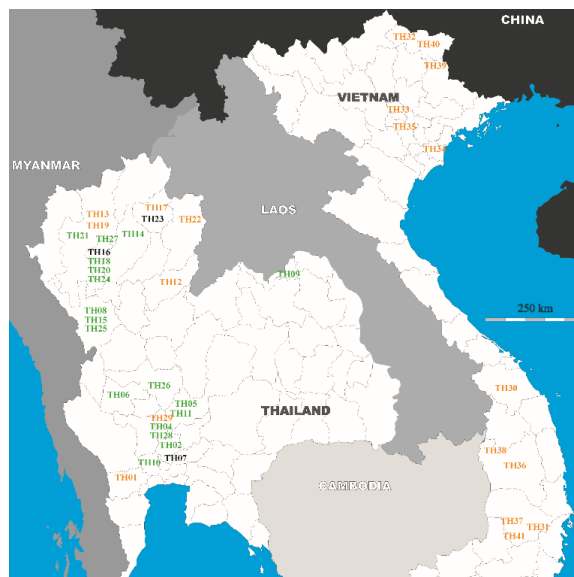 CHINA
TH32
TH40
TH39
VIETNAM
TH33
TH35
TH34
MYANMAR
TH13
TH17
LAOS
TH19
TH23
TH22
TH21
TH27
TH14
TH16
TH18
TH20
TH24
TH09
TH12
TH08
TH15
TH25
250 km
TH26
TH06
TH05
TH30
TH11
THAILAND
TH29
TH04
TH28
TH02
TH38
TH07
TH10
TH36
TH01
CAMBODIA
TH37
TH31
TH41